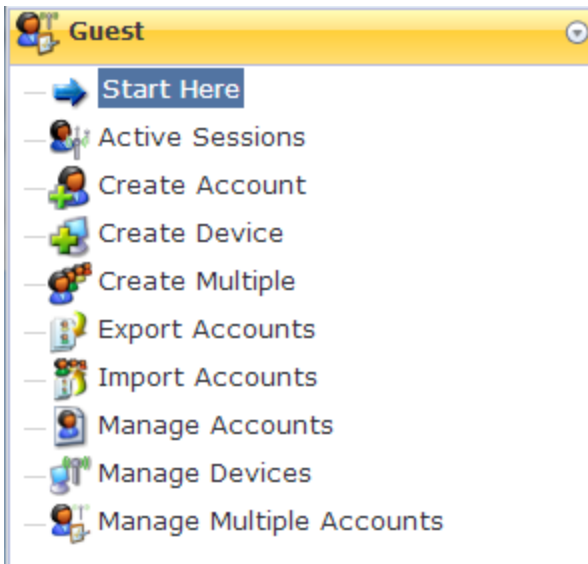 Guest
Start Here
Active Sessions
Create Account
Create Device
Create Multiple
Export Accounts
Import Accounts
Manage Accounts
Manage Devices
Manage Multiple Accounts